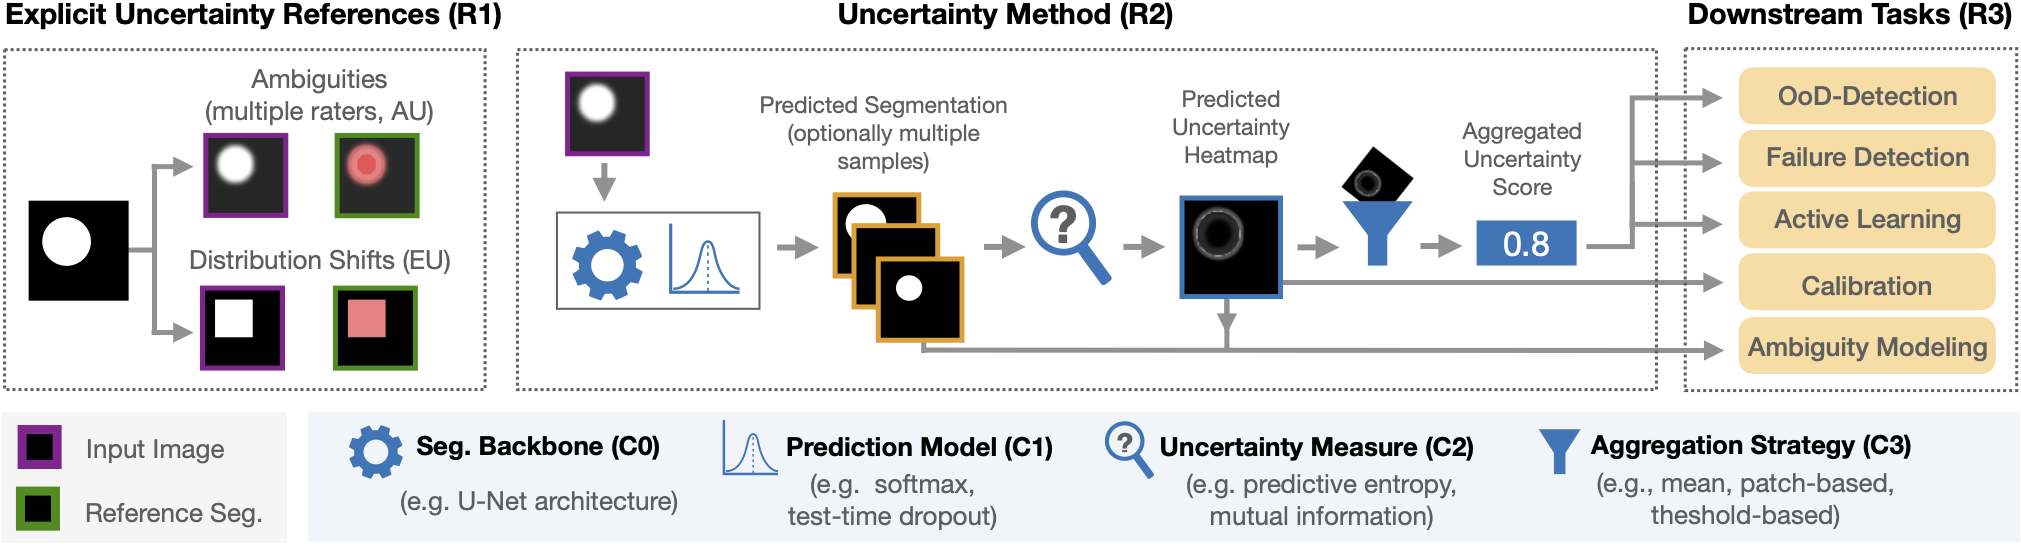 Explicit Uncertainty References (R1)
Uncertainty Method (R2)
Downstream Tasks (R3)
Ambiguities
(multiple raters, AU)
Distribution Shifts (EU)
Predicted Segmentation
(optionally multiple
samples)
?
Predicted
Uncertainty
Heatmap
Aggregated
Uncertainty
Score
0.8
OoD-Detection
Failure Detection
Active Learning
Calibration
Ambiguity Modeling
Input Image
Reference Seg.
Seg. Backbone (C0)
(e.g. U-Net architecture)
Prediction Model (C1)
(e.g. softmax,
test-time dropout)
?
Uncertainty Measure (C2)
(e.g. predictive entropy,
mutual information)
Aggregation Strategy (C3)
(e.g., mean, patch-based,
theshold-based)